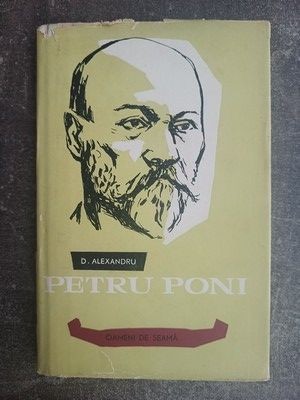 D. ALEXANDRU
PETRU PONI
OAMENI DE SEAMĂ